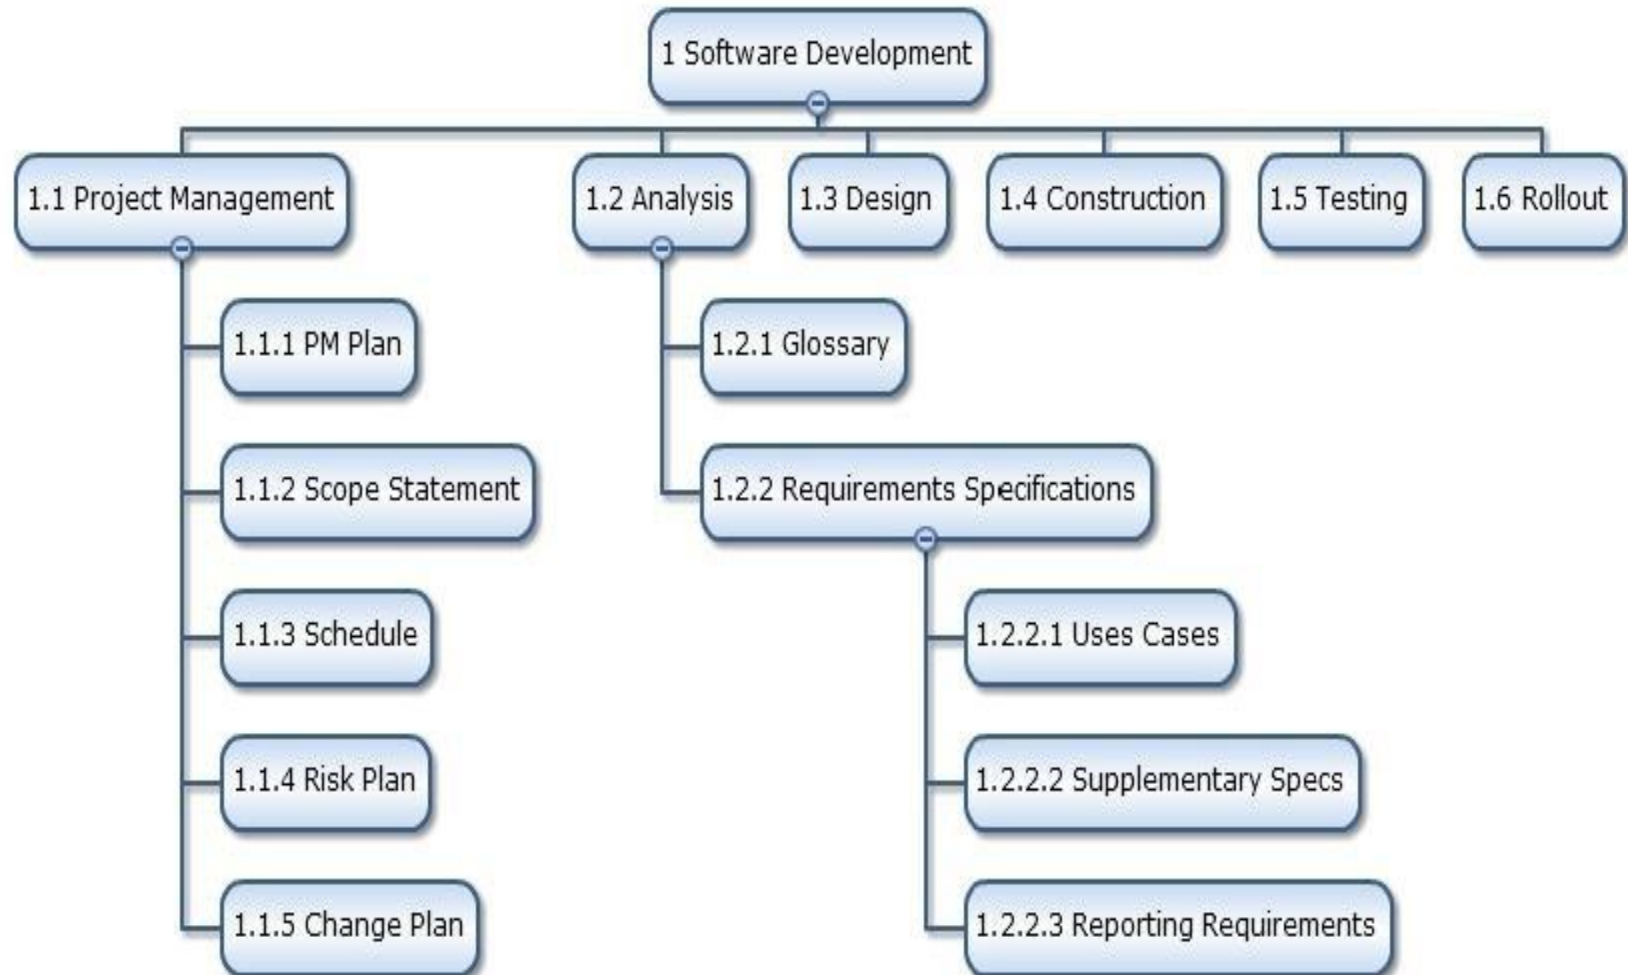 1 Software Development
1.1 Project Management
1.2 Analysis
1.3 Design
1.4 Construction
1.5 Testing
1.6 Rollout
1.1.1 PM Plan
1.1.2 Scope Statement
1.1.3 Schedule
1.1.4 Risk Plan
1.1.5 Change Plan
1.2.1 Glossary
1.2.2 Requirements Specifications
1.2.2.1 Uses Cases
1.2.2.2 Supplementary Specs
1.2.2.3 Reporting Requirements